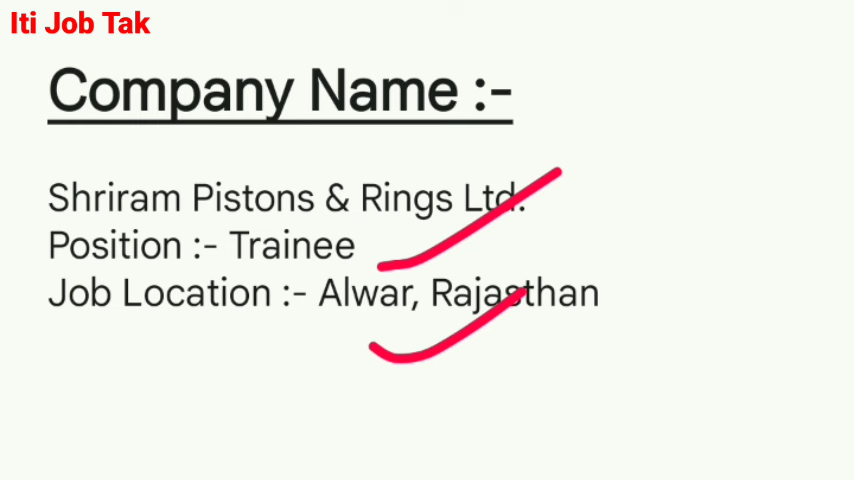 Iti Job Tak
Company Name :-
Shriram Pistons & Rings Ltd.
Position :- Trainee
Job Location :- Alwar, Rajasthan